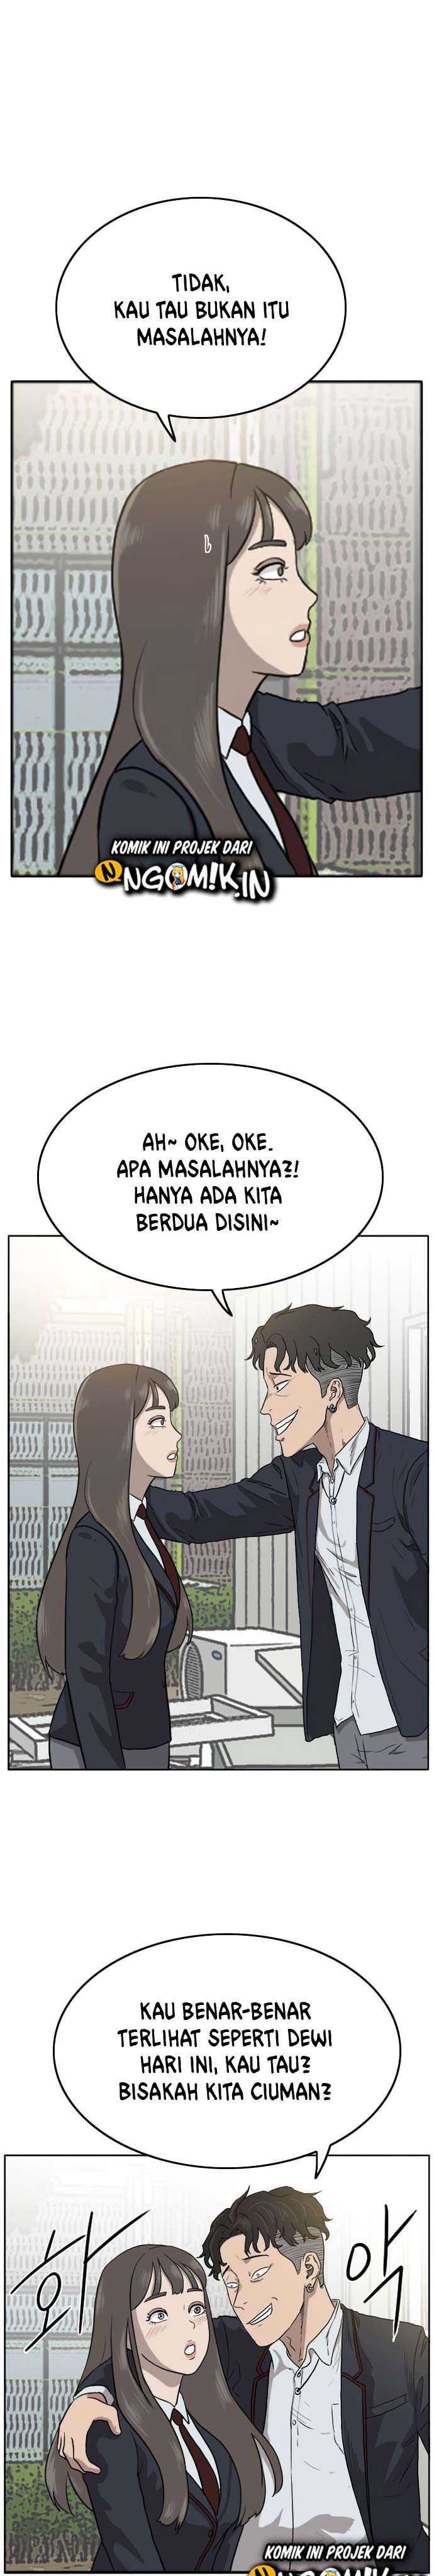 TIDAK,
KAU TAU BUKAN ITU
MASALAHNYA!
KOMIK INI PROJEK DARI
NGOMIK.IN
AH~ OKE, OKE.
APA MASALAHNYA?!
HANYA ADA KITA
BERDUA DISINI~
KAU BENAR-BENAR
TERLIHAT SEPERTI DEWI
HARI INI, KAU TAU?
BISAKAH KITA CIUMAN?
화악
KOMIK INI PROJEK DARI